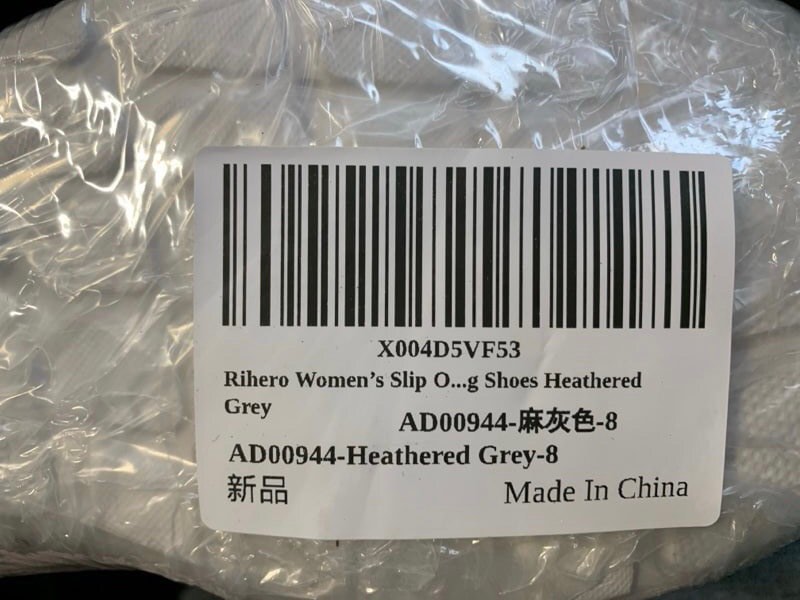 X004D5VF53
Rihero Women’s Slip O...g Shoes Heathered
Grey
AD00944-麻灰色-8
AD00944-Heathered Grey-8
新品
Made In China